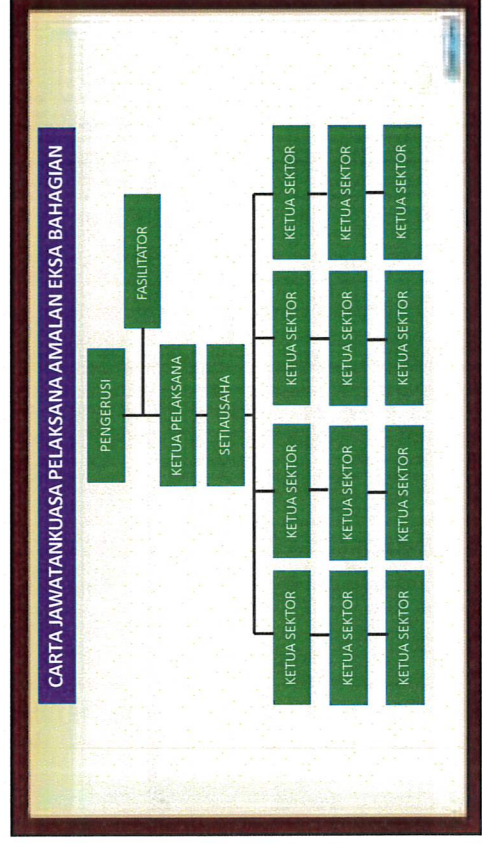 CARTA JAWATANKUASA PELAKSANA AMALAN EKSA BAHAGIAN
PENGERUSI
FASILITATOR
KETUA PELAKSANA
SETIAUSAHA
KETUA SEKTOR
KETUA SEKTOR
KETUA SEKTOR
KETUA SEKTOR
KETUA SEKTOR
KETUA SEKTOR
KETUA SEKTOR
KETUA SEKTOR
KETUA SEKTOR
KETUA SEKTOR
KETUA SEKTOR
KETUA SEKTOR